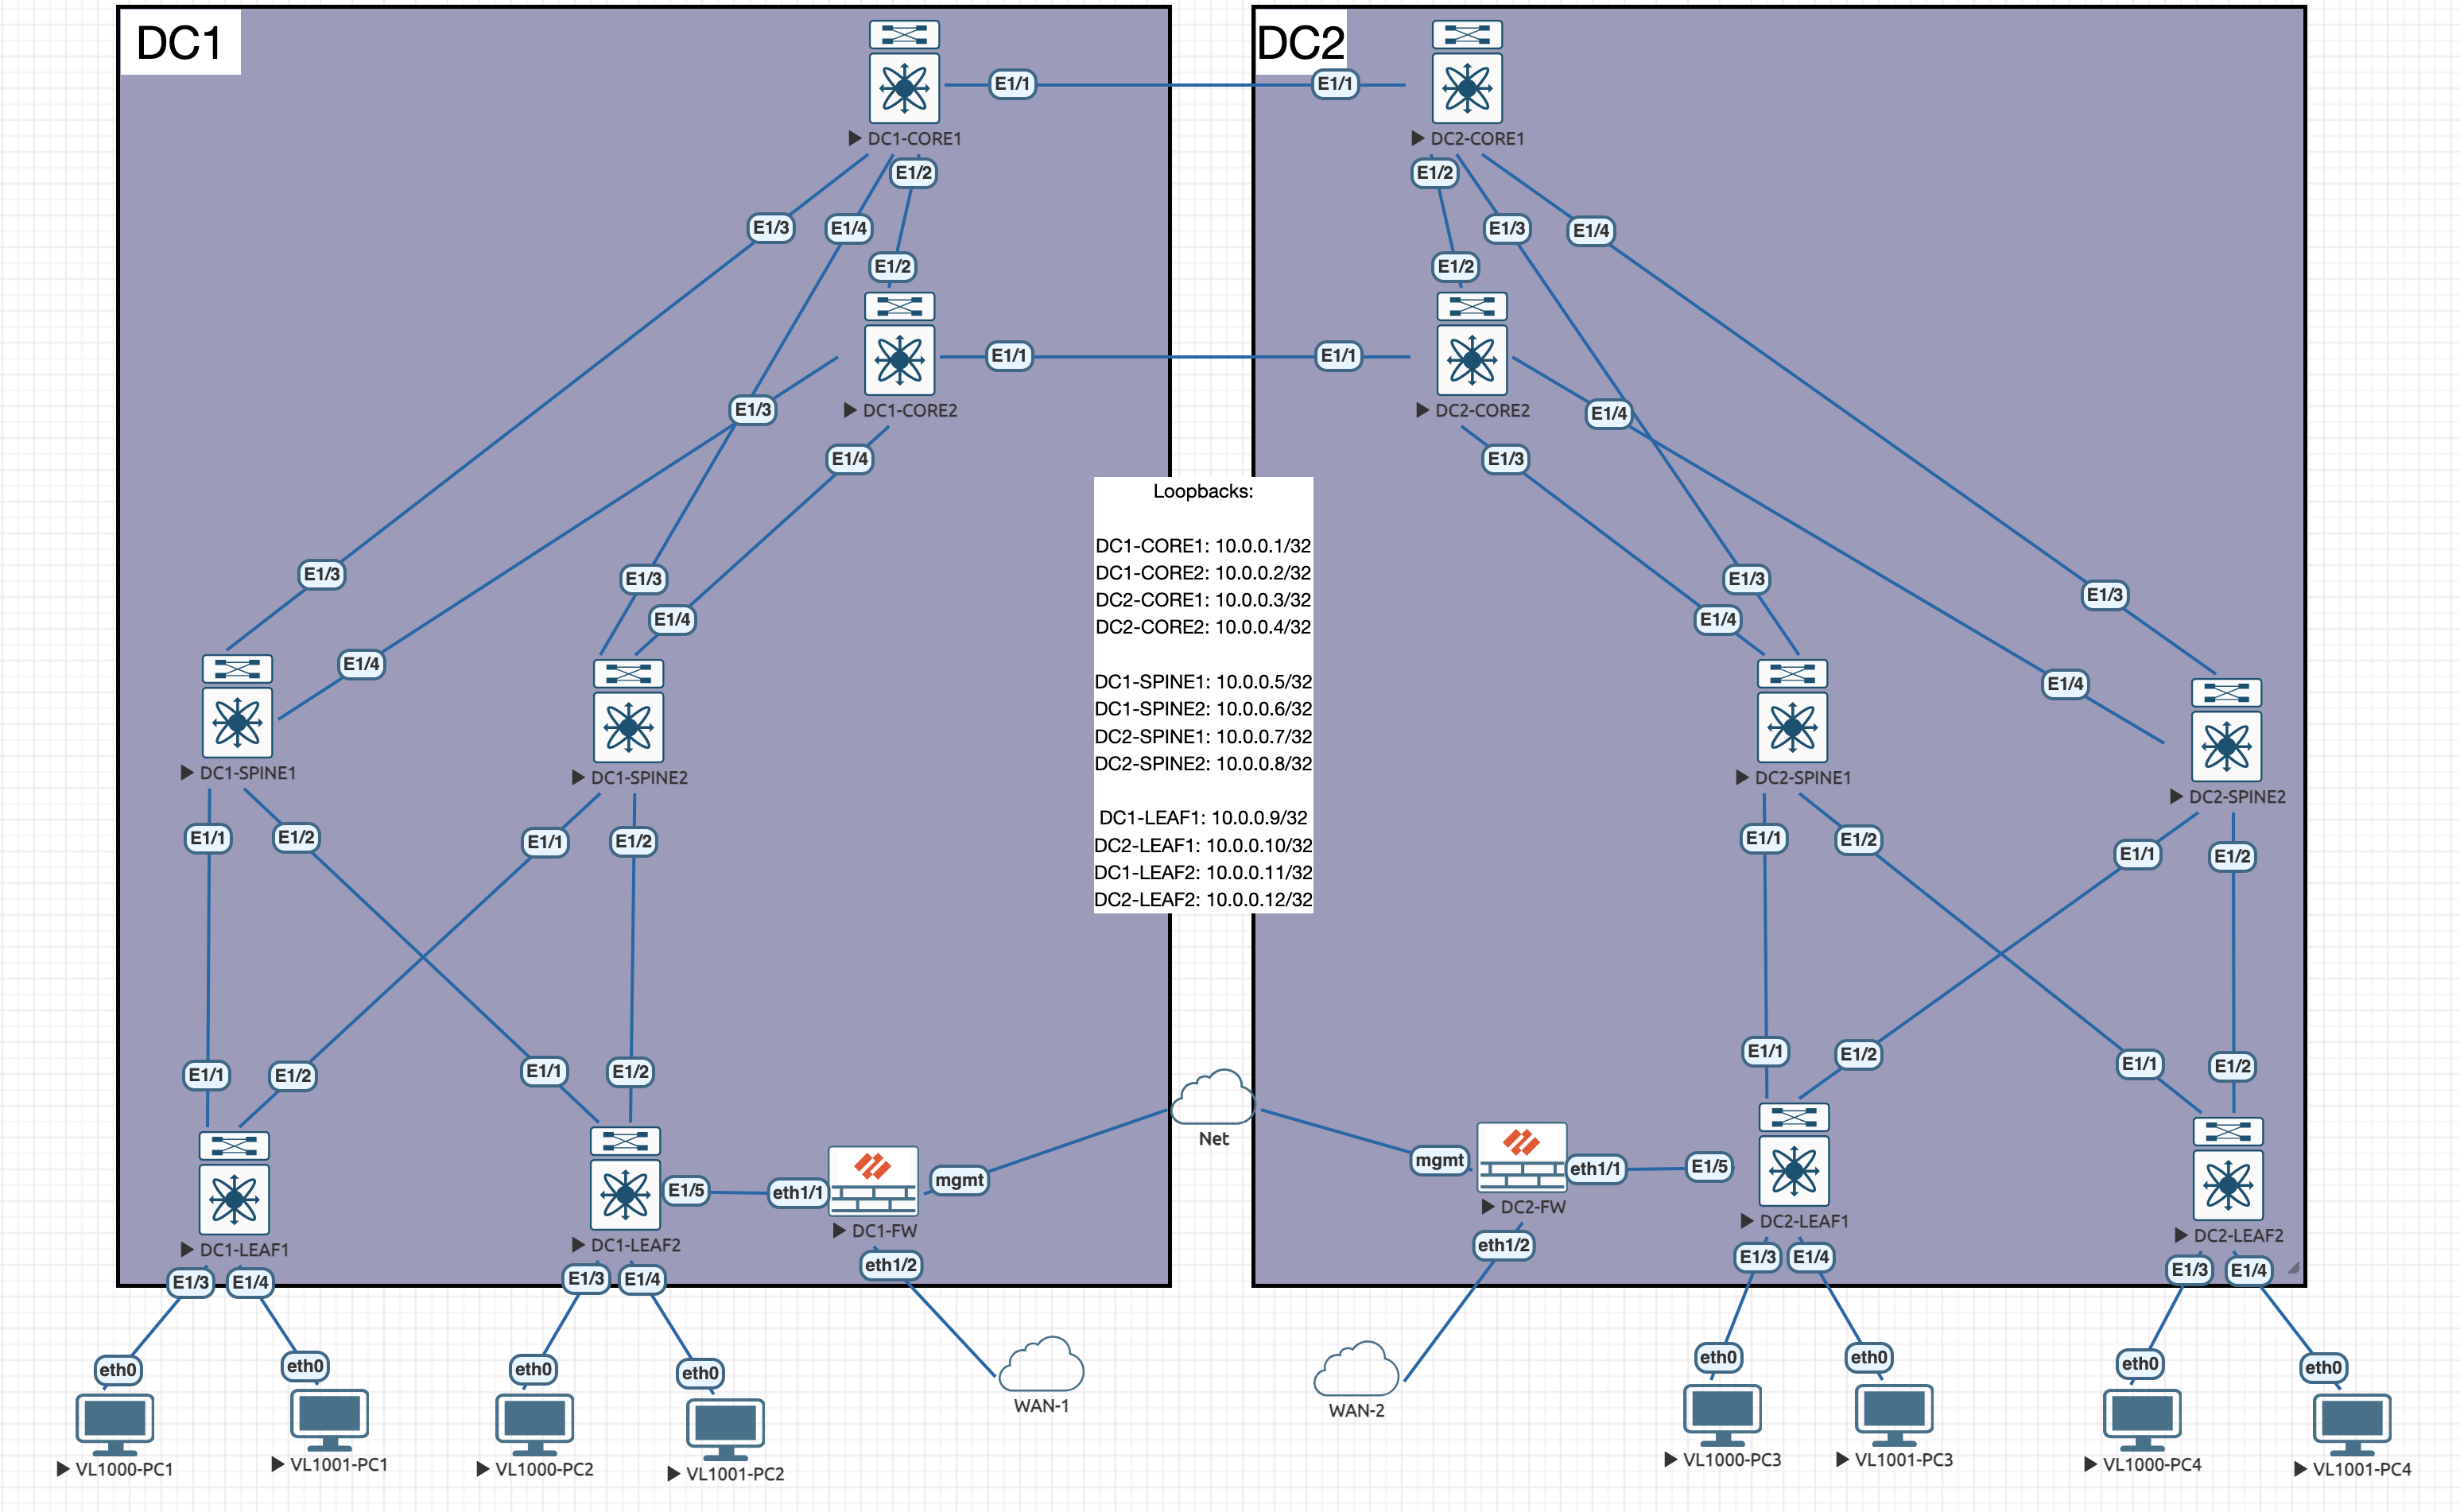 DC1
DC2
E1/1
E1/1
DC1-CORE1
DC2-CORE1
E1/2
E1/2
E1/3
E1/4
E1/3
E1/4
E1/2
E1/2
E1/1
E1/1
DC1-CORE2
DC2-CORE2
E1/3
E1/4
E1/4
E1/3
Loopbacks:
DC1-CORE1: 10.0.0.1/32
DC1-CORE2: 10.0.0.2/32
DC2-CORE1: 10.0.0.3/32
DC2-CORE2: 10.0.0.4/32
DC1-SPINE1: 10.0.0.5/32
DC1-SPINE2: 10.0.0.6/32
DC2-SPINE1: 10.0.0.7/32
DC2-SPINE2: 10.0.0.8/32
DC1-LEAF1: 10.0.0.9/32
DC2-LEAF1: 10.0.0.10/32
DC1-LEAF2: 10.0.0.11/32
DC2-LEAF2: 10.0.0.12/32
E1/3
E1/3
E1/3
E1/3
E1/4
E1/4
E1/4
E1/4
DC1-SPINE1
DC1-SPINE2
DC2-SPINE1
DC2-SPINE2
E1/1
E1/2
E1/1
E1/2
E1/1
E1/2
E1/1
E1/2
E1/1
E1/2
E1/1
E1/2
E1/1
E1/2
E1/1
E1/2
Net
E1/5
eth1/1
mgmt
mgmt
eth1/1
E1/5
DC1-LEAF1
DC1-LEAF2
DC1-FW
DC2-FW
DC2-LEAF1
DC2-LEAF2
E1/3
E1/4
E1/3
E1/4
eth1/2
eth1/2
E1/3
E1/4
E1/3
E1/4
eth0
eth0
eth0
eth0
WAN-1
WAN-2
eth0
eth0
eth0
eth0
VL1000-PC1
VL1001-PC1
VL1000-PC2
VL1001-PC2
VL1000-PC3
VL1001-PC3
VL1000-PC4
VL1001-PC4